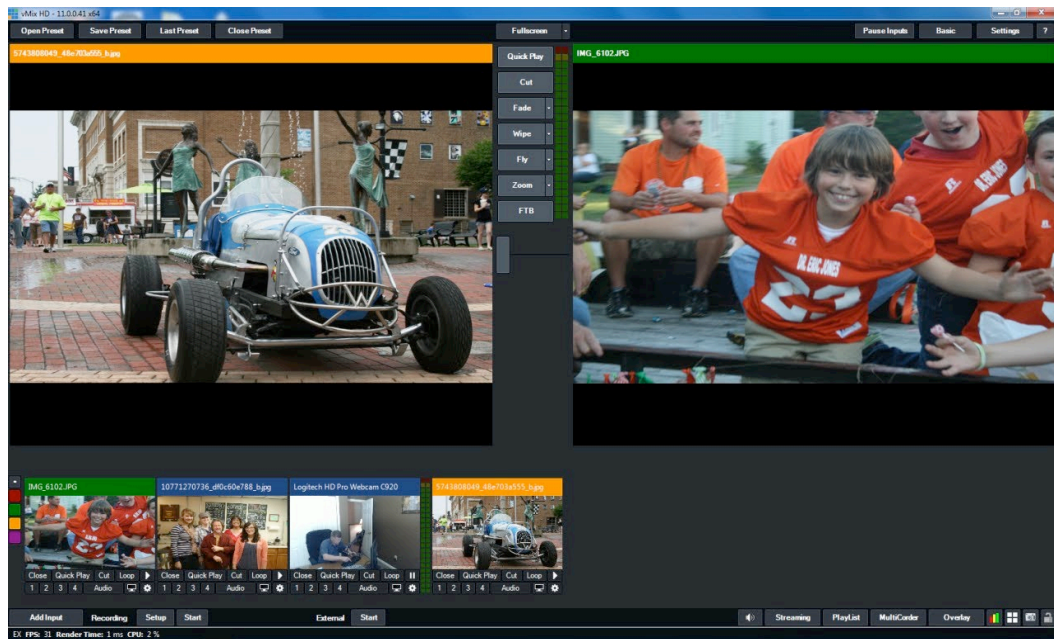 vMix HD - 11.0.0.41 x64
Open Preset Save Preset Last Preset Close Preset Fullscreen Pause Inputs Basic Settings ?
5743808049_48e703a555_b.jpg
Quick Play
IMG_6102.JPG
Cut
Fade
Wipe
Fly
Zoom
FTB
DR. ERIC JONES
23
IMG_6102.JPG 10771270736_df0c60e788_b.jpg Logitech HD Pro Webcam C920 5743808049_48e703a555_b.jpg
Close Quick Play Cut Loop Close Quick Play Cut Loop Close Quick Play Cut Loop Close Quick Play Cut Loop
1 2 3 4 Audio 1 2 3 4 Audio 1 2 3 4 Audio 1 2 3 4 Audio
Add Input Recording Setup Start External Start Streaming PlayList MultiCorder Overlay
EX FPS: 31 Render Time: 1 ms CPU: 2 %